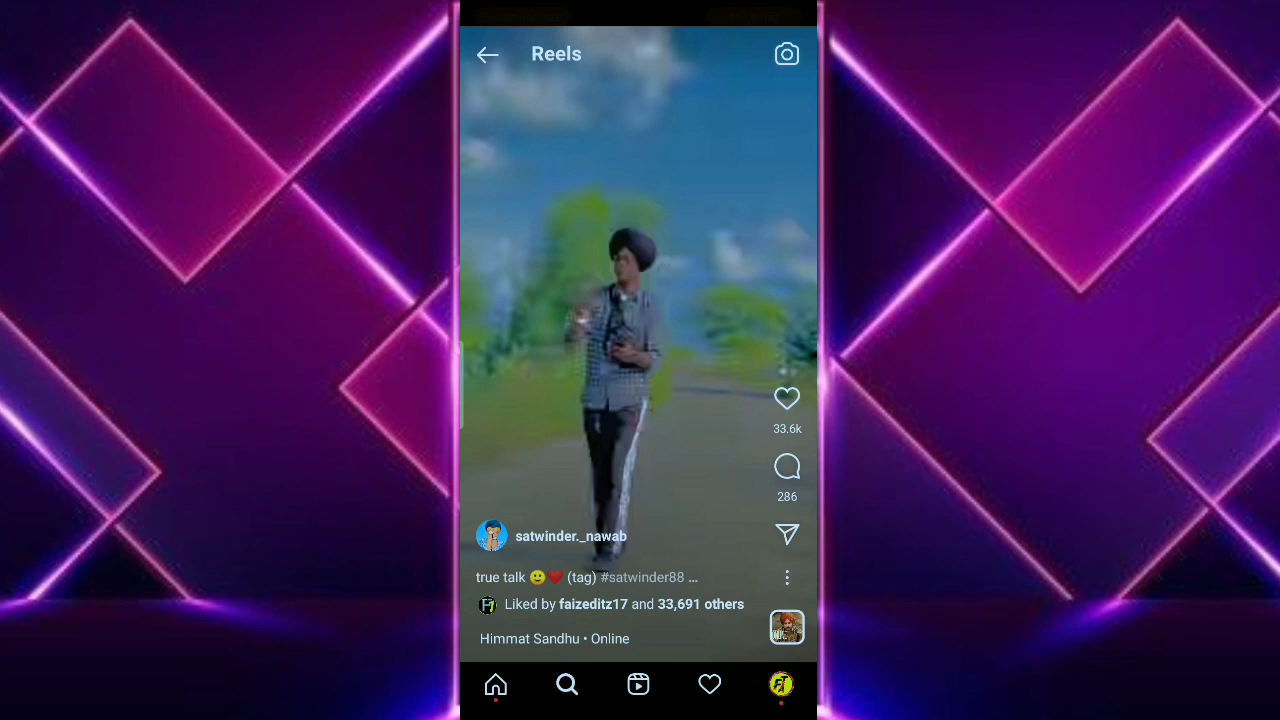 Reels
33.6k
286
satwinder._nawab
true talk 🙂❤️ (tag) #satwinder88 ...
Liked by faizeditz17 and 33,691 others
Himmat Sandhu • Online